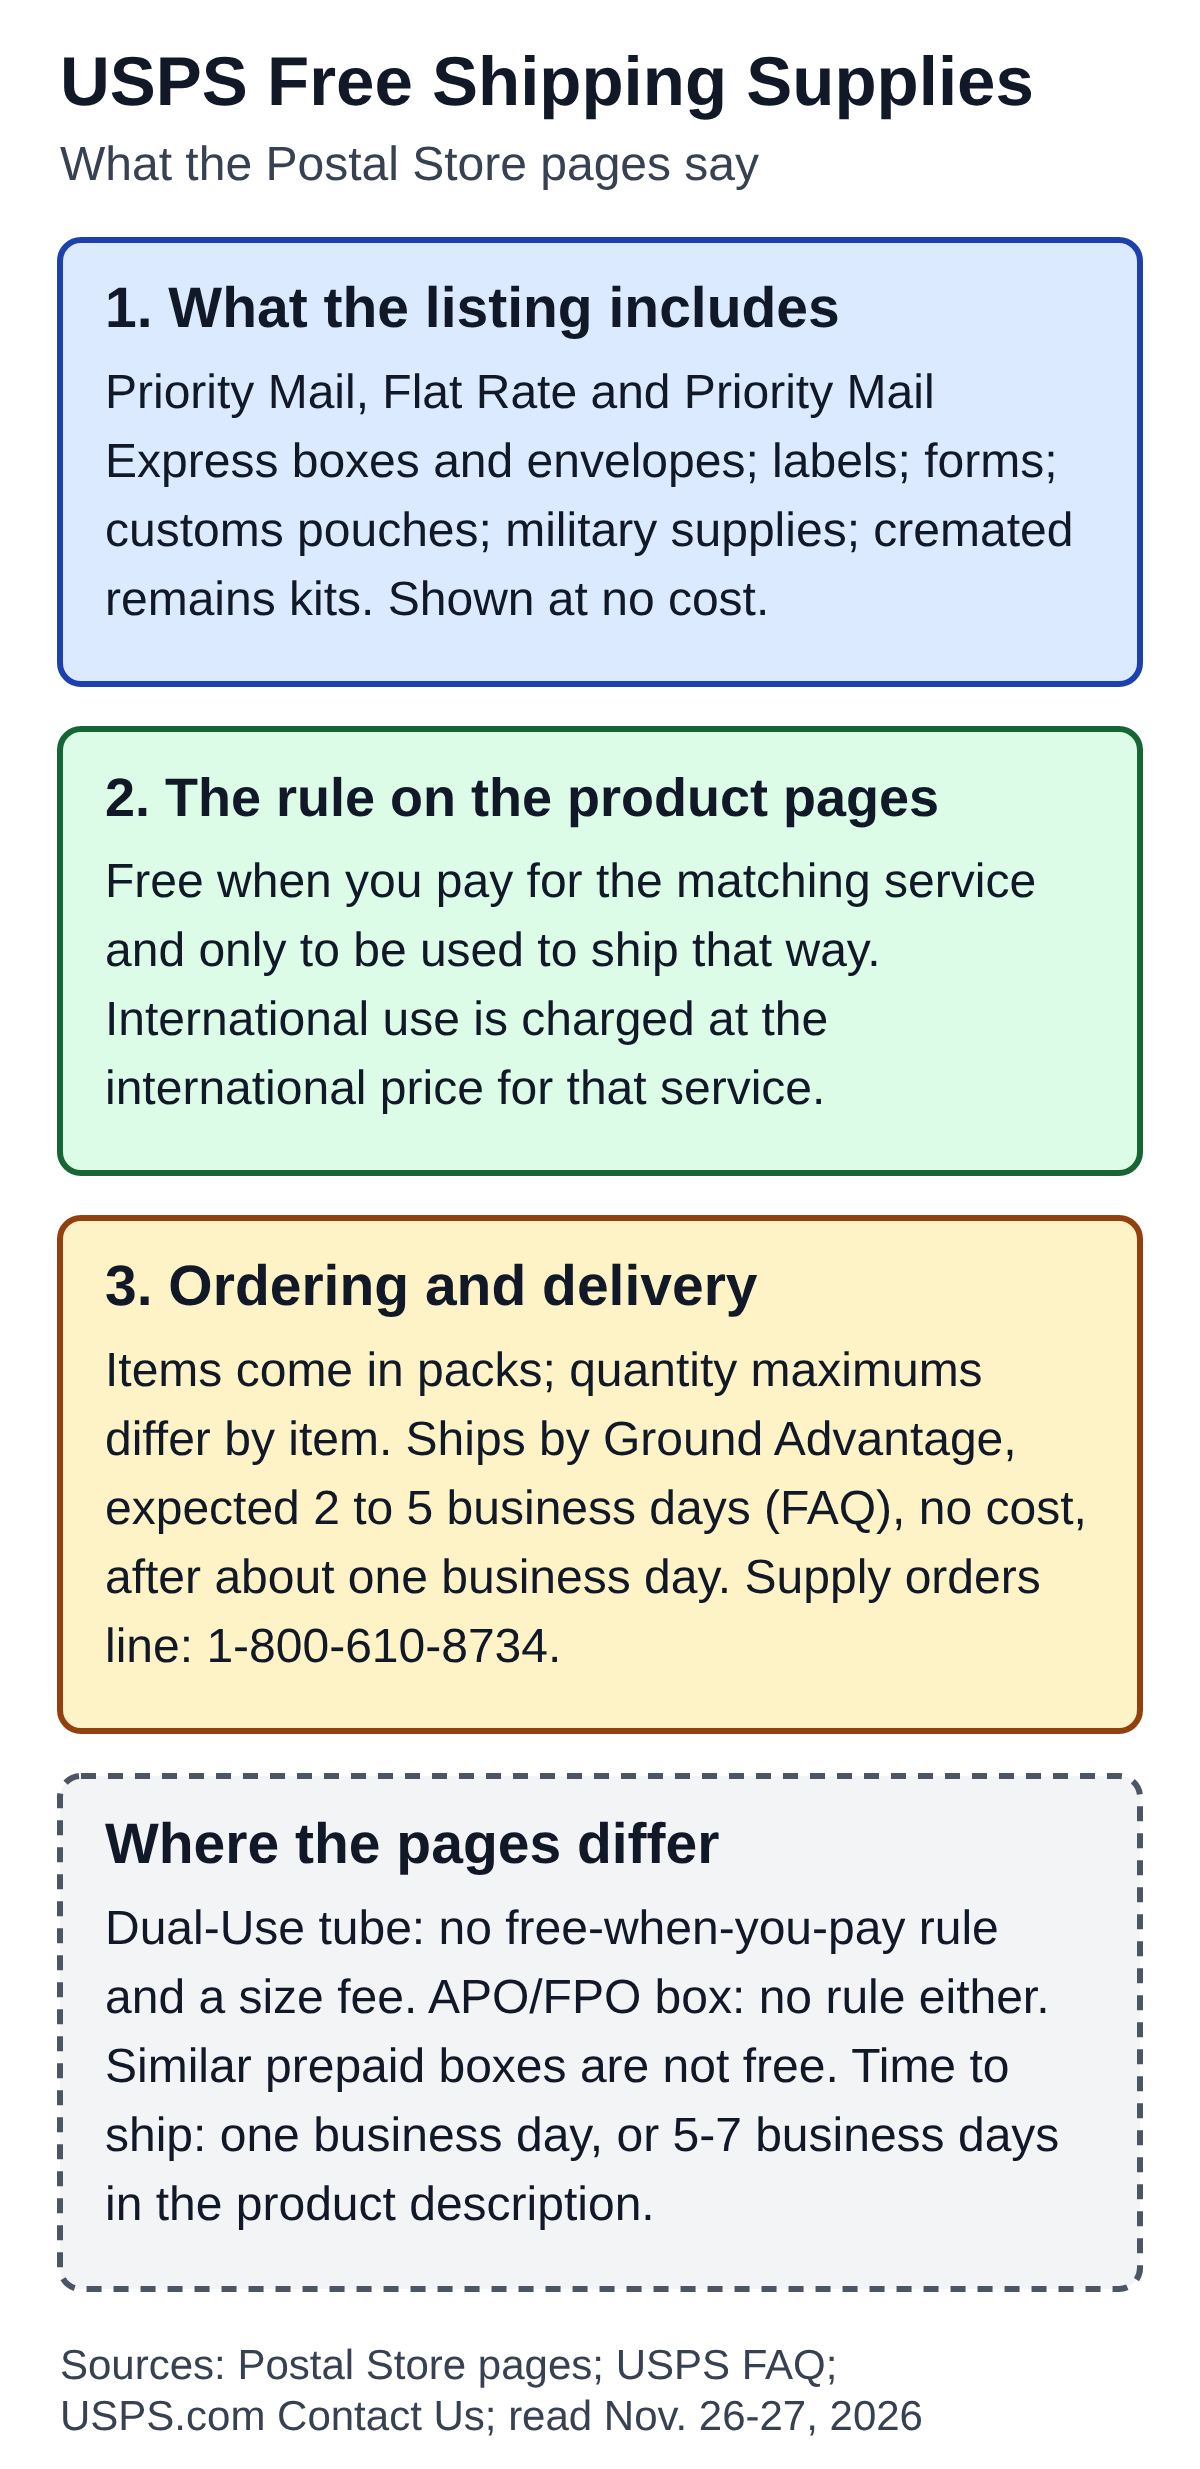 USPS Free Shipping Supplies
What the Postal Store pages say
1. What the listing includes
Priority Mail, Flat Rate and Priority Mail
Express boxes and envelopes; labels; forms;
customs pouches; military supplies; cremated
remains kits. Shown at no cost.
2. The rule on the product pages
Free when you pay for the matching service
and only to be used to ship that way.
International use is charged at the
international price for that service.
3. Ordering and delivery
Items come in packs; quantity maximums
differ by item. Ships by Ground Advantage,
expected 2 to 5 business days (FAQ), no cost,
after about one business day. Supply orders
line: 1-800-610-8734.
Where the pages differ
Dual-Use tube: no free-when-you-pay rule
and a size fee. APO/FPO box: no rule either.
Similar prepaid boxes are not free. Time to
ship: one business day, or 5-7 business days
in the product description.
Sources: Postal Store pages; USPS FAQ;
USPS.com Contact Us; read Nov. 26-27, 2026